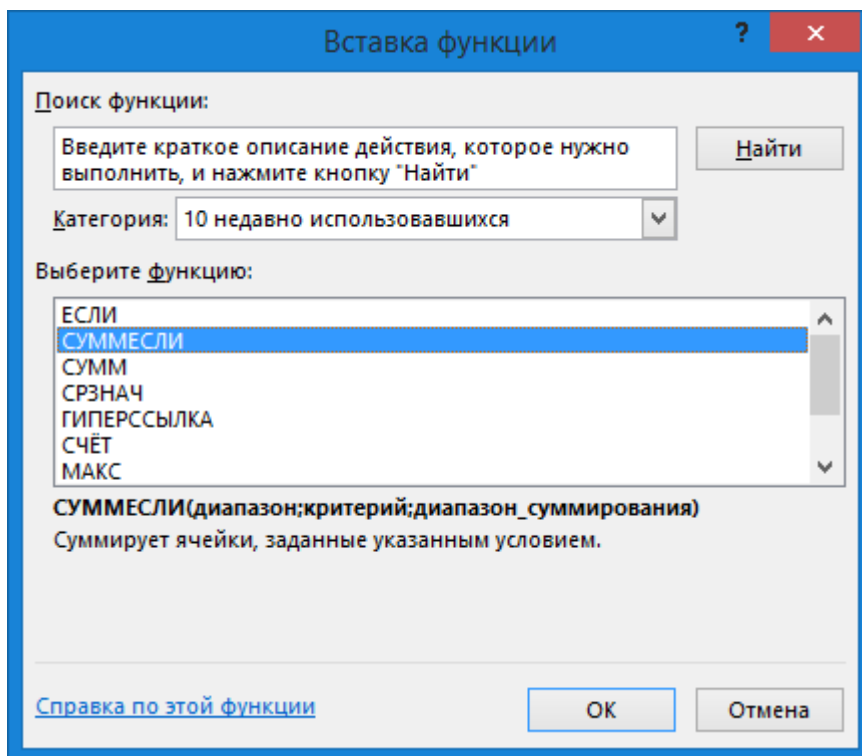 Вставка функции
?
Поиск функции:
Введите краткое описание действия, которое нужно
выполнить, и нажмите кнопку "Найти"
Найти
Категория: 10 недавно использовавшихся
Выберите функцию:
ЕСЛИ
СУММЕСЛИ
СУММ
СРЗНАЧ
ГИПЕРССЫЛКА
СЧЁТ
МАКС
СУММЕСЛИ(диапазон;критерий;диапазон_суммирования)
Суммирует ячейки, заданные указанным условием.
Справка по этой функции
ОК
Отмена